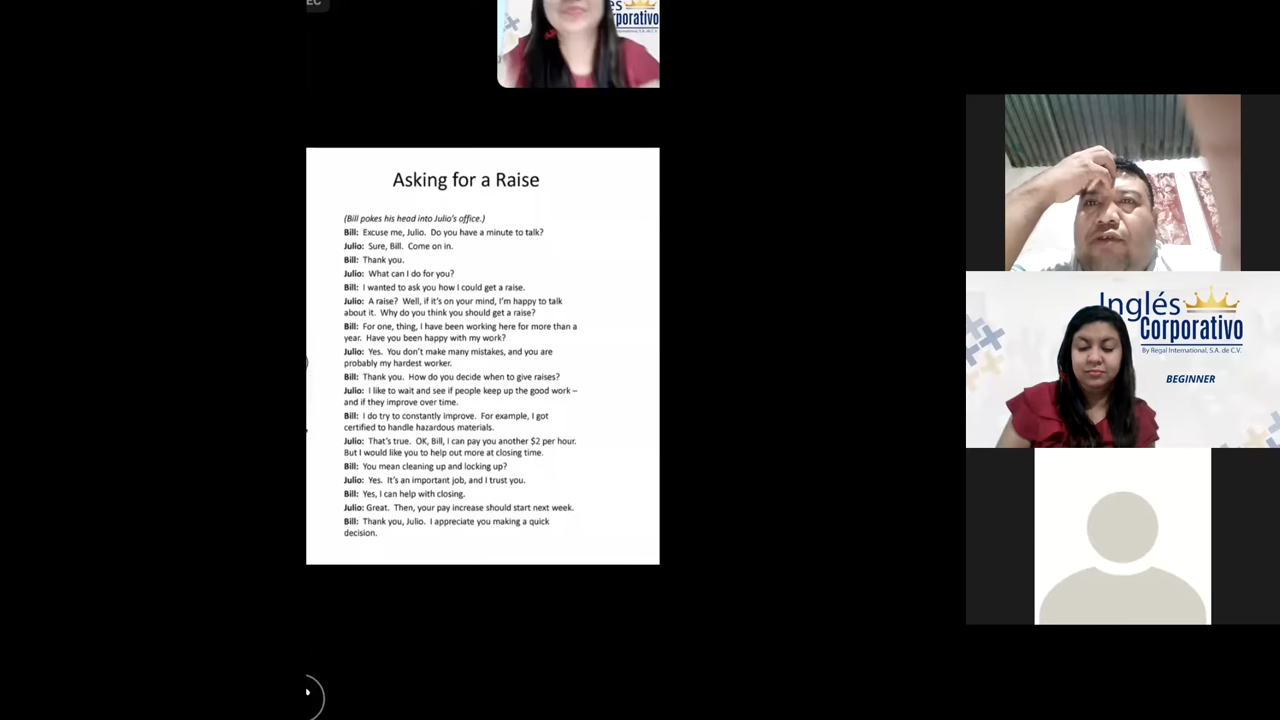 EC
és
porativo
Asking for a Raise
(Bill pokes his head into Julio's office.)
Bill: Excuse me, Julio. Do you have a minute to talk?
Julio: Sure, Bill. Come on in.
Bill: Thank you.
Julio: What can I do for you?
Bill: I wanted to ask you how I could get a raise.
Julio: A raise? Well, if it's on your mind, I'm happy to talk
about it. Why do you think you should get a raise?
Bill: For one, thing, I have been working here for more than a
year. Have you been happy with my work?
Julio: Yes. You don't make many mistakes, and you are
probably my hardest worker.
Bill: Thank you. How do you decide when to give raises?
Julio: I like to wait and see if people keep up the good work –
and if they improve over time.
Bill: I do try to constantly improve. For example, I got
certified to handle hazardous materials.
Julio: That's true. OK, Bill, I can pay you another $2 per hour.
But I would like you to help out more at closing time.
Bill: You mean cleaning up and locking up?
Julio: Yes. It's an important job, and I trust you.
Bill: Yes, I can help with closing.
Julio: Great. Then, your pay increase should start next week.
Bill: Thank you, Julio. I appreciate you making a quick
decision.
Inglés
Corporativo
By Regal International, S.A. de C.V.
BEGINNER